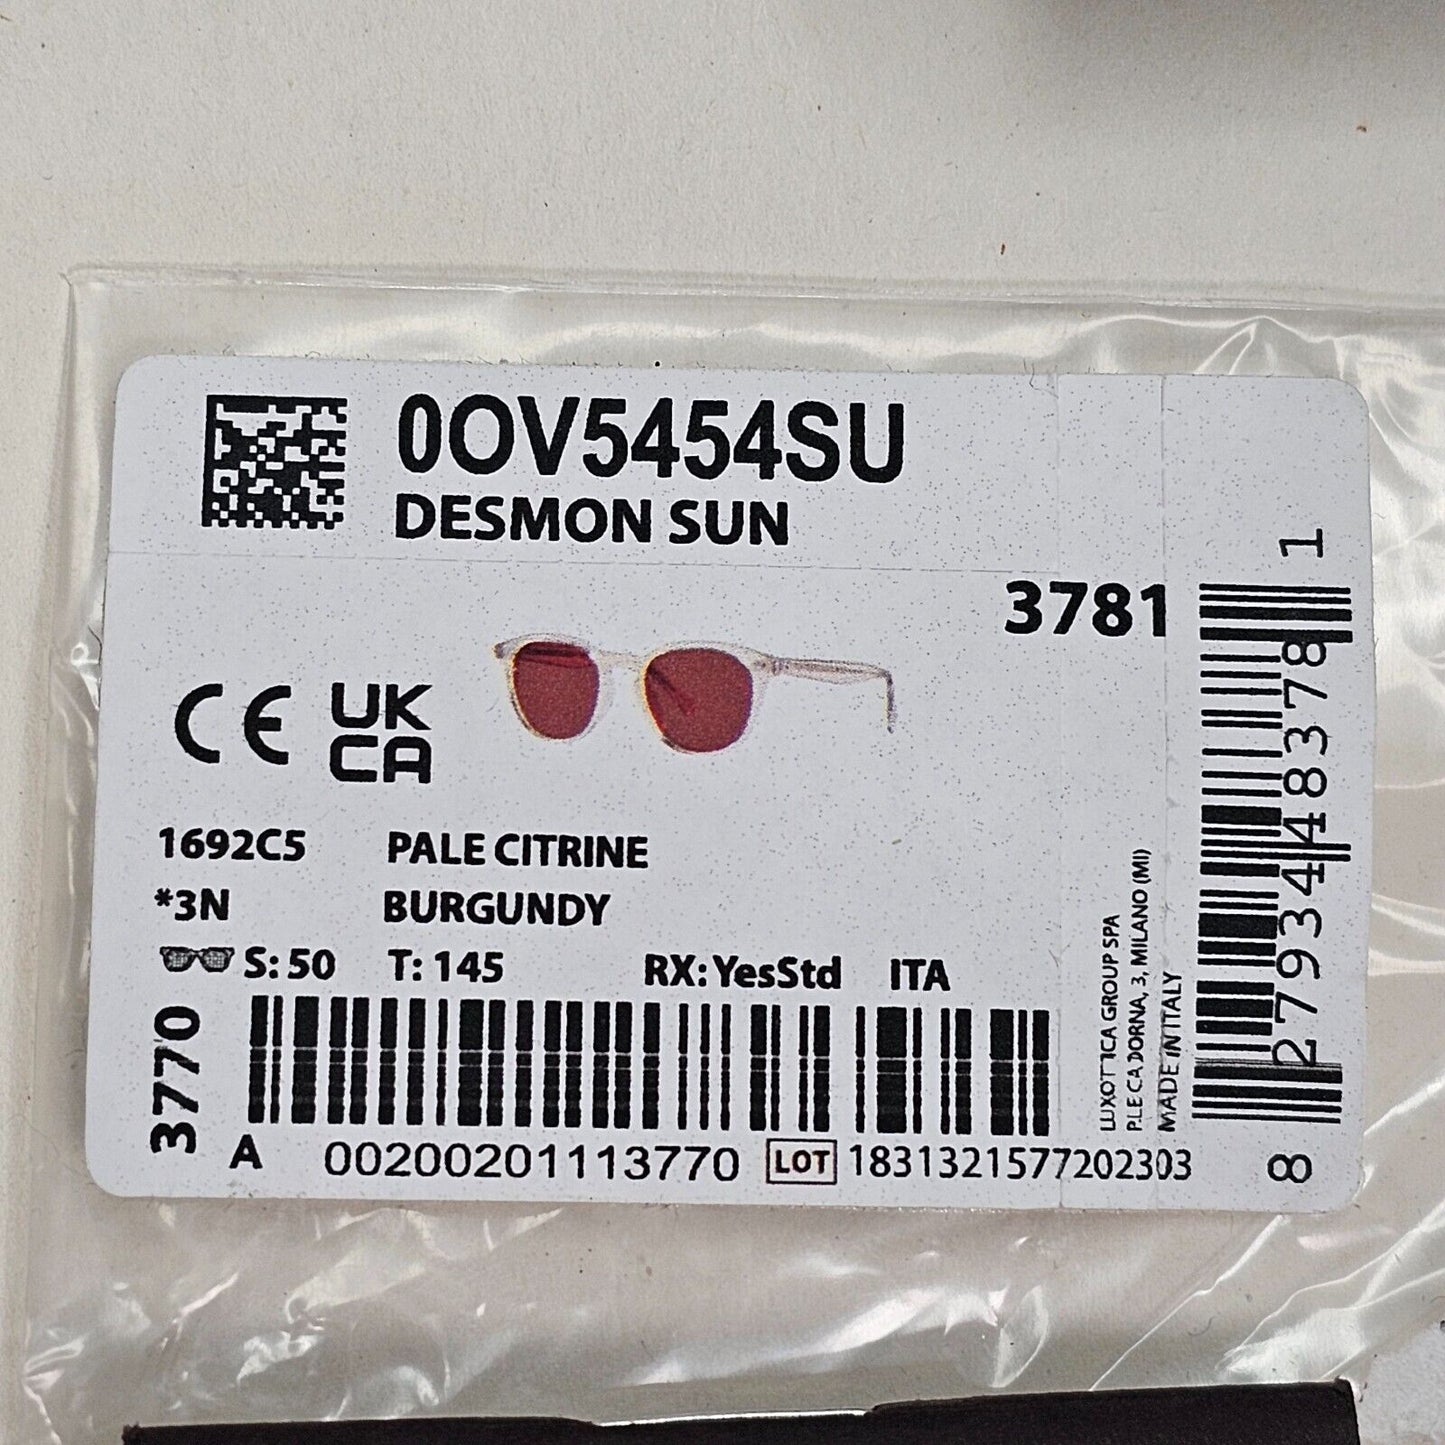 0OV5454SU
DESMON SUN
3781
CE UK CA
1692C5 PALE CITRINE
*3N BURGUNDY
S: 50 T: 145 RX: YesStd ITA
3770
A 00200201113770 LOT 1831321577202303
LUXOTTICA GROUP SPA
P.LE CADORNA, 3, MILANO (MI)
MADE IN ITALY
8 279344 48378 1